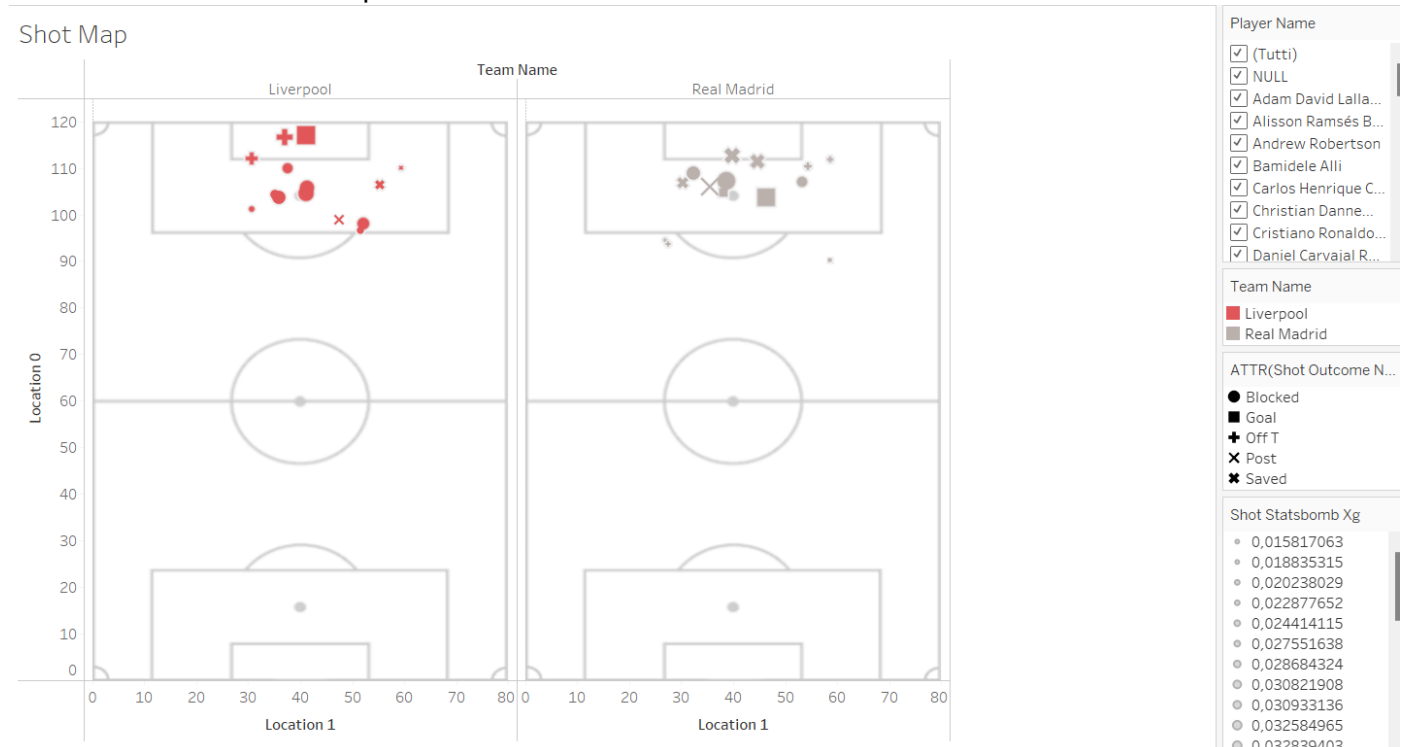 Shot Map
Team Name
Liverpool
Real Madrid
120
110
100
90
80
70
60
50
40
30
20
10
0
Location 0
0 10 20 30 40 50 60 70 80
0 10 20 30 40 50 60 70 80
Location 1
Location 1
Player Name
(Tutti)
NULL
Adam David Lalla...
Alisson Ramsés B...
Andrew Robertson
Bamidele Alli
Carlos Henrique C...
Christian Danne...
Cristiano Ronaldo...
Daniel Carvajal R...
Team Name
Liverpool
Real Madrid
ATTR(Shot Outcome N...
Blocked
Goal
Off T
Post
Saved
Shot Statsbomb Xg
0,015817063
0,018835315
0,020238029
0,022877652
0,024414115
0,027551638
0,028684324
0,030821908
0,030933136
0,032584965
0,032839403